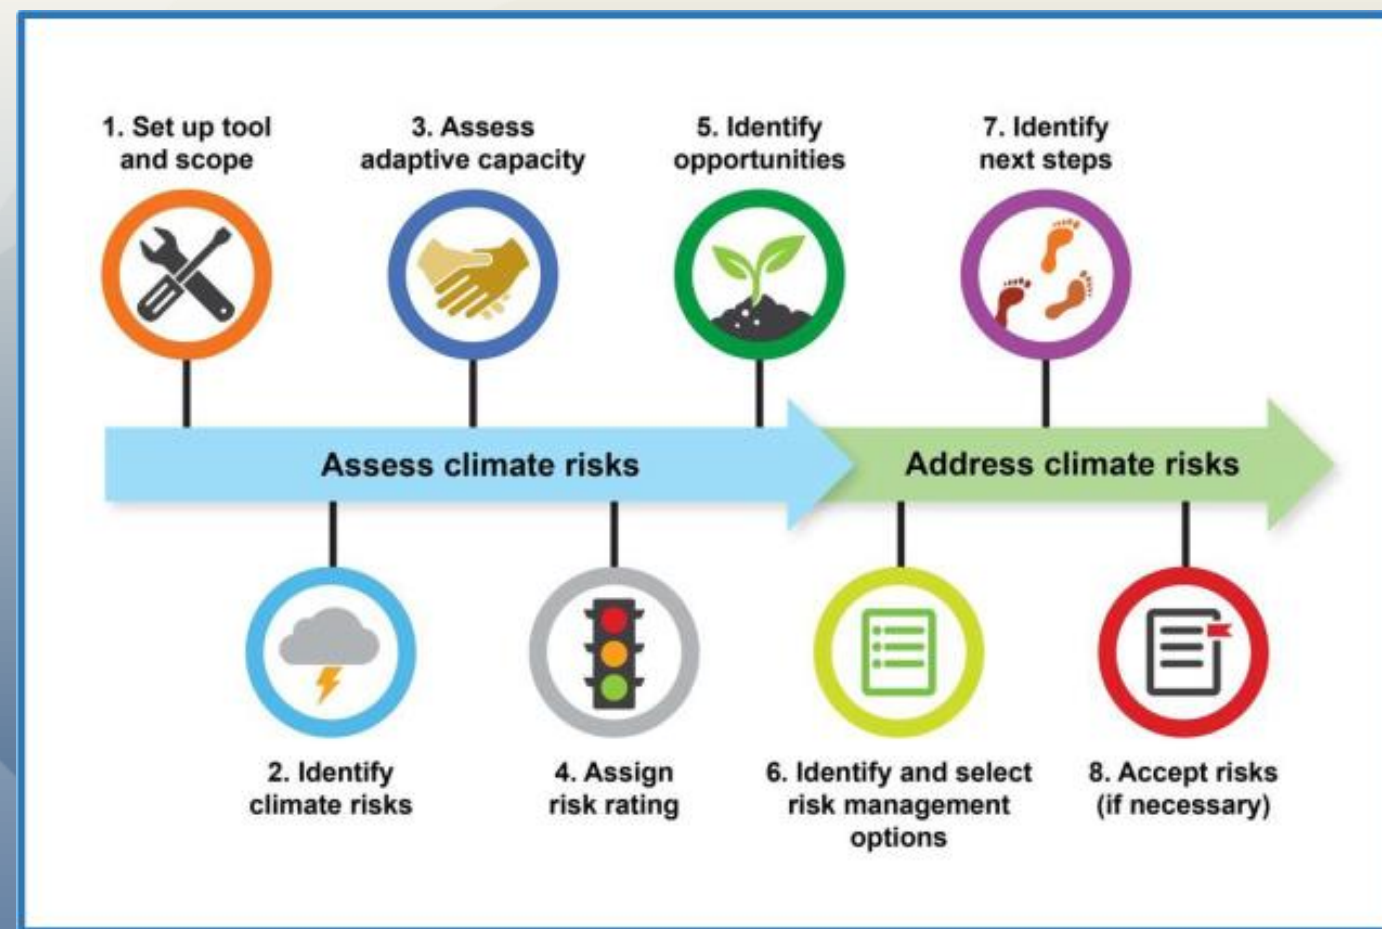 1. Set up tool
and scope
3. Assess
adaptive capacity
5. Identify
opportunities
7. Identify
next steps
Assess climate risks
Address climate risks
2. Identify
climate risks
4. Assign
risk rating
6. Identify and select
risk management
options
8. Accept risks
(if necessary)